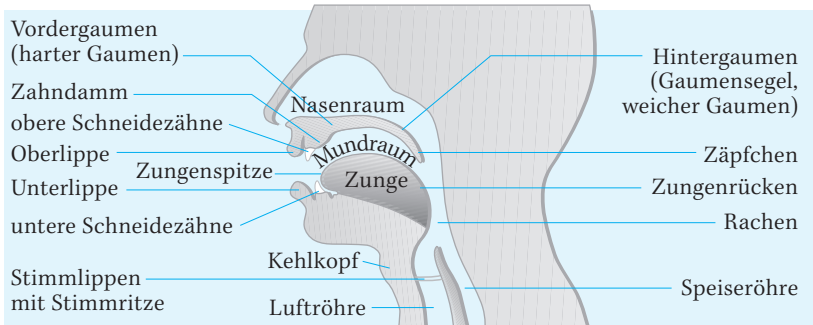 Vordergaumen
(harter Gaumen)
Zahndamm
obere Schneidezähne
Oberlippe
Zungenspitze
Unterlippe
untere Schneidezähne
Stimmlippen
mit Stimmritze
Nasenraum
Mundraum
Zunge
Kehlkopf
Luftröhre
Hintergaumen
(Gaumensegel,
weicher Gaumen)
Zäpfchen
Zungenrücken
Rachen
Speiseröhre